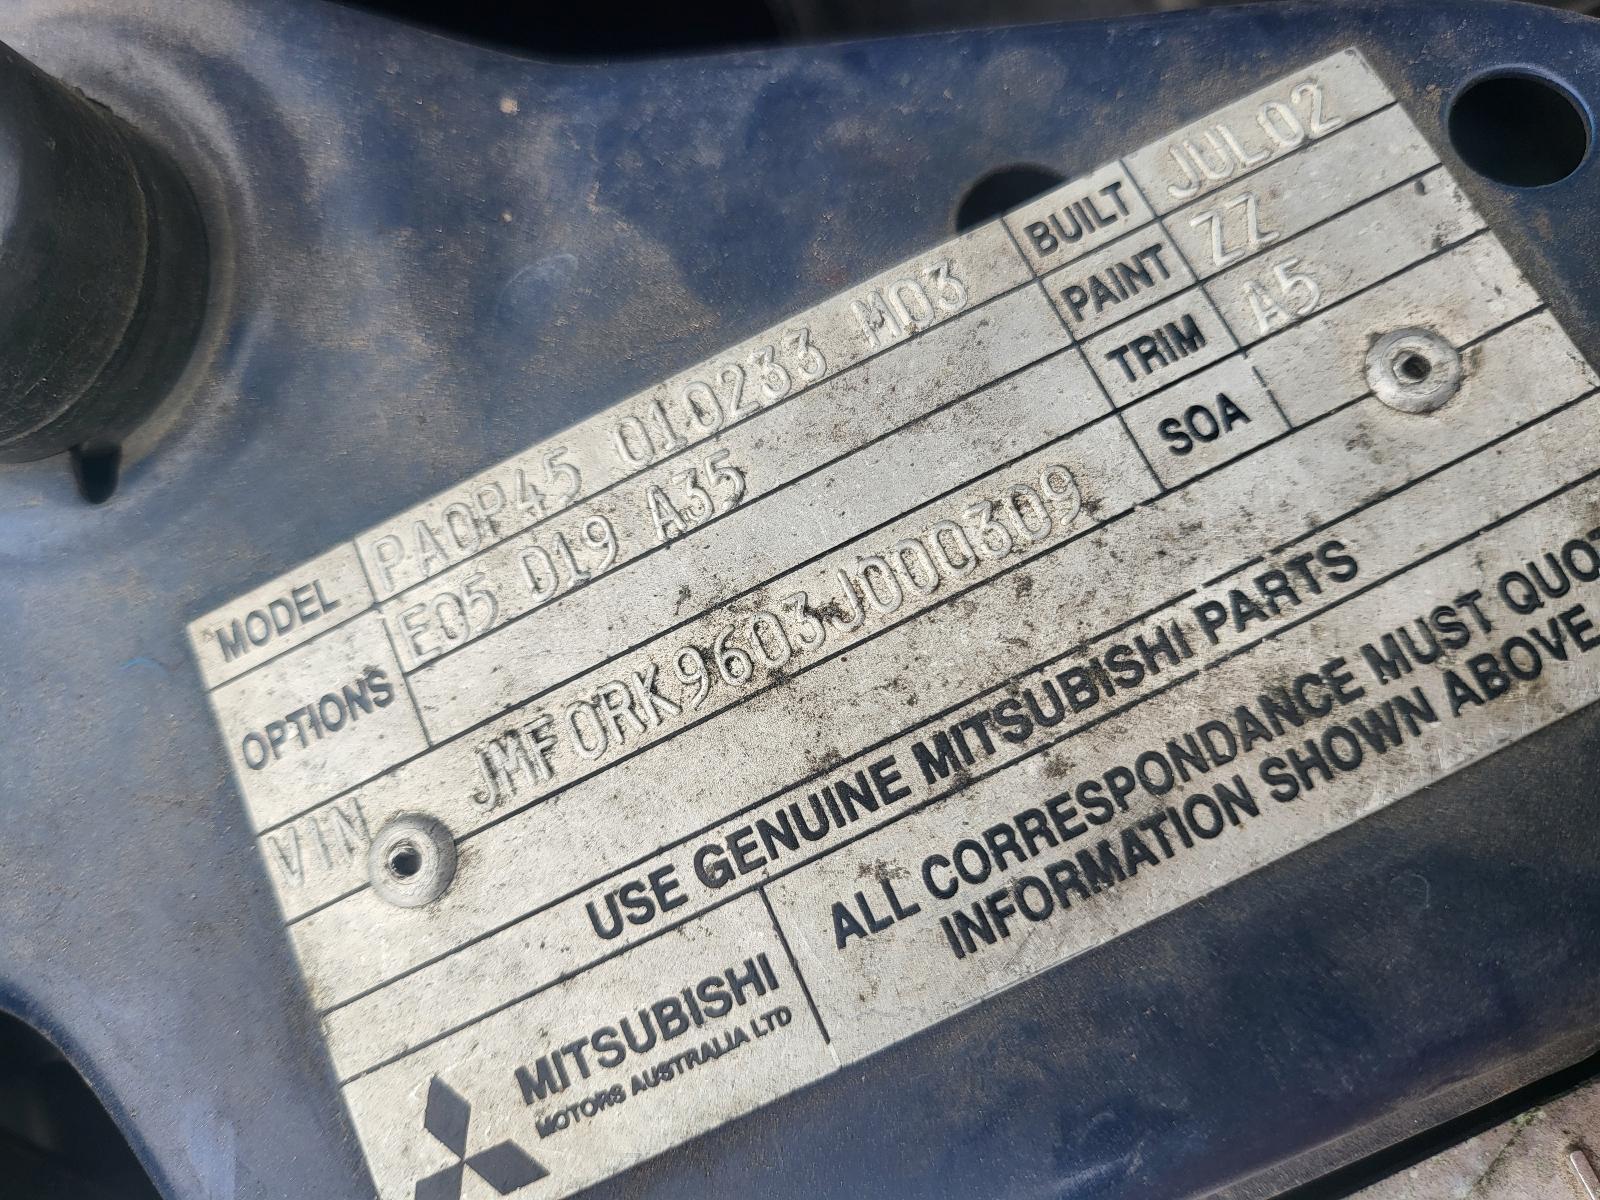 MODEL PA0P45 010233 M03 BUILT JUL02
OPTIONS E05 D19 A35 PAINT ZZ
TRIM A5
VIN JMF0RK9603J000309 SOA
USE GENUINE MITSUBISHI PARTS
MITSUBISHI
MOTORS AUSTRALIA LTD
ALL CORRESPONDANCE MUST QUOT
INFORMATION SHOWN ABOVE